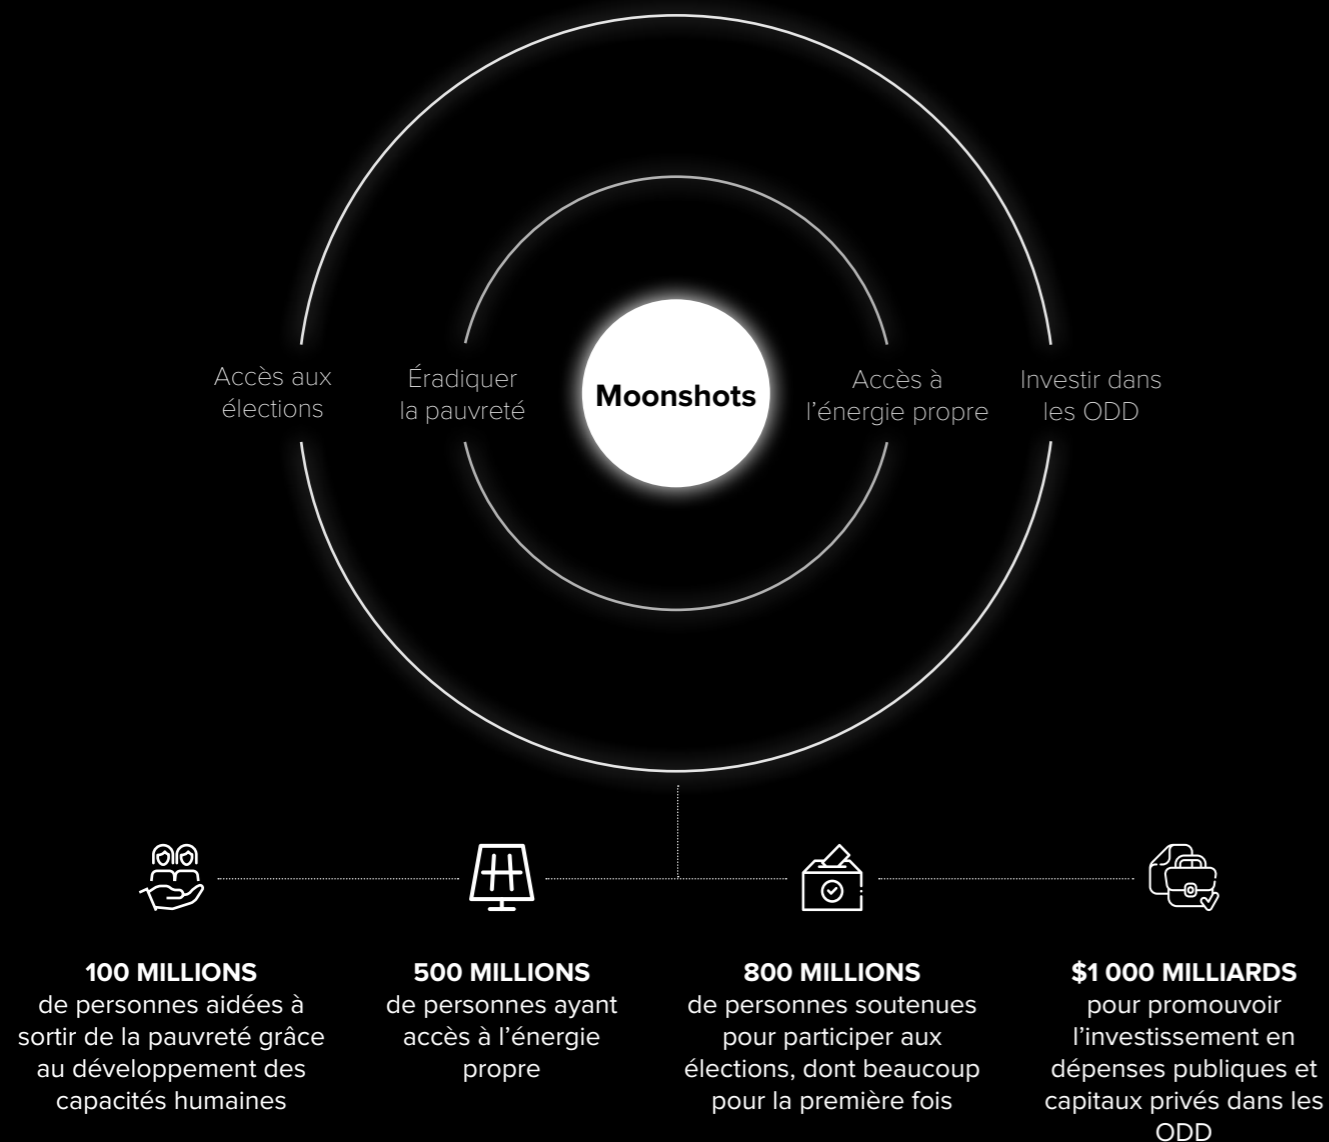 Accès aux
élections
Éradiquer
la pauvreté
Moonshots
Accès à
l’énergie propre
Investir dans
les ODD
100 MILLIONS
de personnes aidées à
sortir de la pauvreté grâce
au développement des
capacités humaines
500 MILLIONS
de personnes ayant
accès à l’énergie
propre
800 MILLIONS
de personnes soutenues
pour participer aux
élections, dont beaucoup
pour la première fois
$1 000 MILLIARDS
pour promouvoir
l’investissement en
dépenses publiques et
capitaux privés dans les
ODD